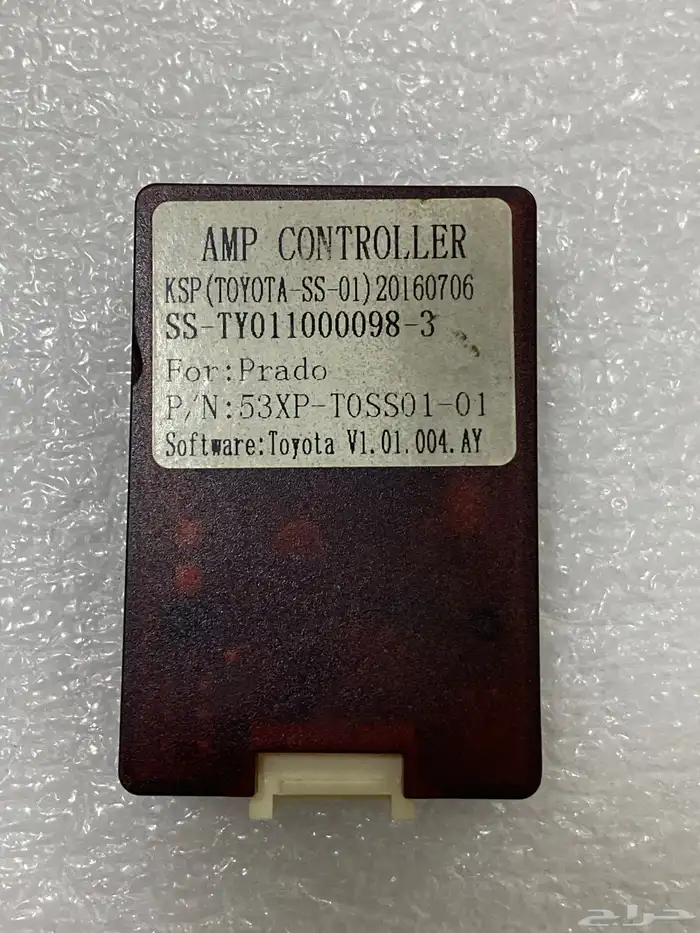 AMP CONTROLLER
KSP(TOYOTA-SS-01)20160706
SS-TY011000098-3
For:Prado
P/N:53XP-TOSS01-01
Software:Toyota V1.01.004.AY
حراج